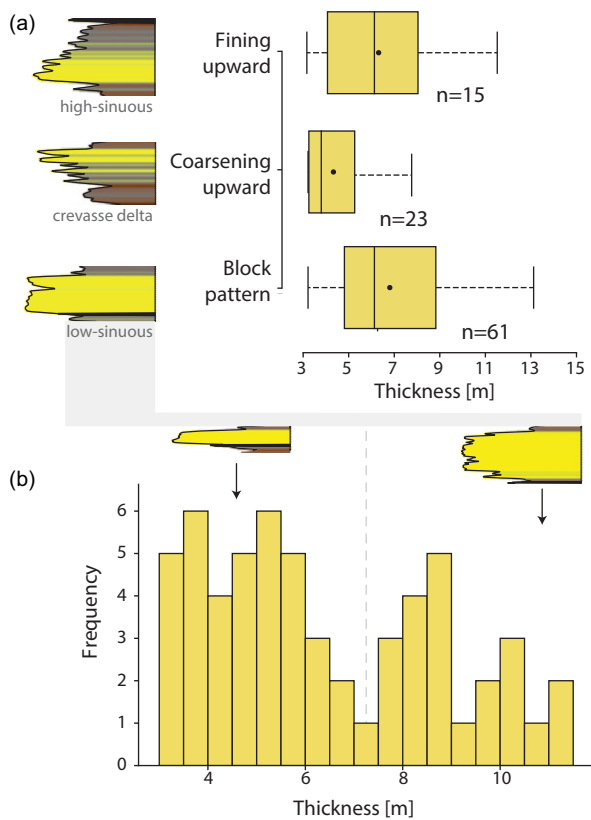 (a)
high-sinuous
crevasse delta
low-sinuous
Fining
upward
Coarsening
upward
Block
pattern
n=15
n=23
n=61
3 5 7 9 11 13 15
Thickness [m]
(b)
6
5
4
3
2
1
0
Frequency
4 6 8 10
Thickness [m]